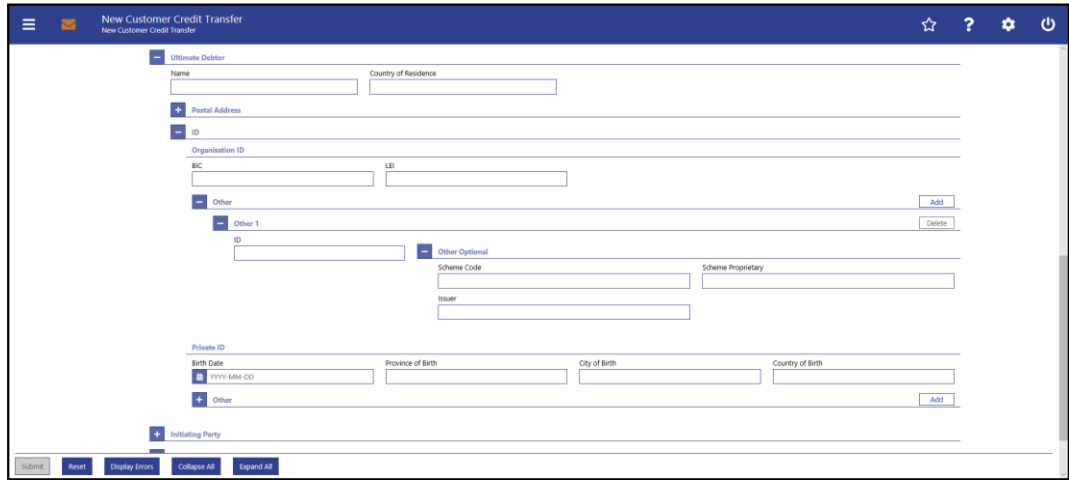 New Customer Credit Transfer
New Customer Credit Transfer
?
− Ultimate Debtor
Name Country of Residence
+ Postal Address
− ID
Organisation ID
BIC LEI
− Other Add
− Other 1 Delete
ID − Other Optional
Scheme Code Scheme Proprietary
Issuer
Private ID
Birth Date Province of Birth City of Birth Country of Birth
YYYY-MM-DD
+ Other Add
+ Initiating Party
Submit Reset Display Errors Collapse All Expand All